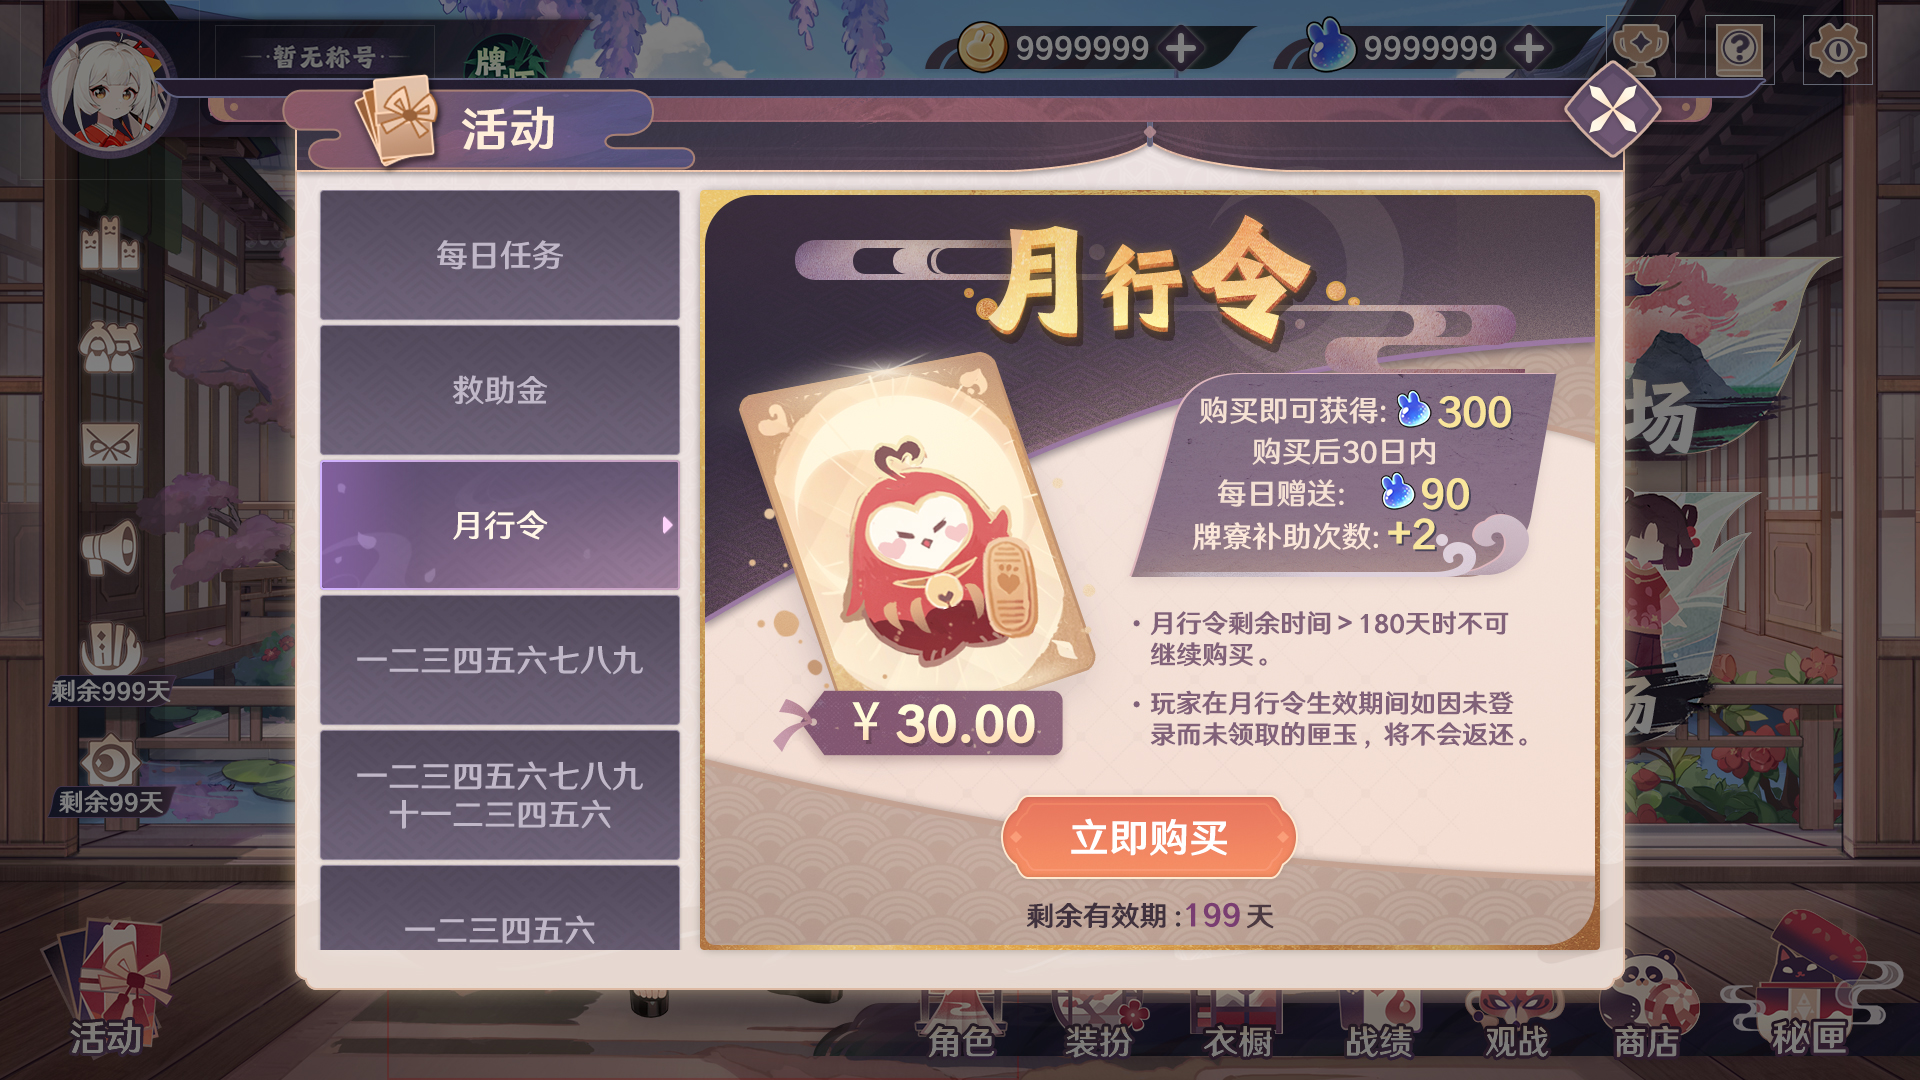 暂无称号
牌
9999999
9999999
活动
每日任务
救助金
月行令
一二三四五六七八九
一二三四五六七八九
十一二三四五六
一二三四五六
月行令
购买即可获得: 300
购买后30日内
每日赠送: 90
牌寮补助次数: +2
¥ 30.00
· 月行令剩余时间 > 180天时不可
继续购买。
· 玩家在月行令生效期间如因未登
录而未领取的匣玉，将不会返还。
立即购买
剩余有效期 :199 天
剩余999天
剩余99天
场
场
活动
角色
装扮
衣橱
战绩
观战
商店
秘匣